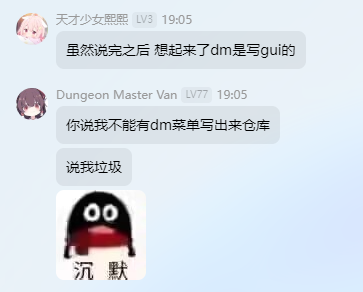 天才少女熙熙 LV3 19:05
虽然说完之后 想起来了dm是写gui的
Dungeon Master Van LV77 19:05
你说我不能有dm菜单写出来仓库
说我垃圾
沉 默